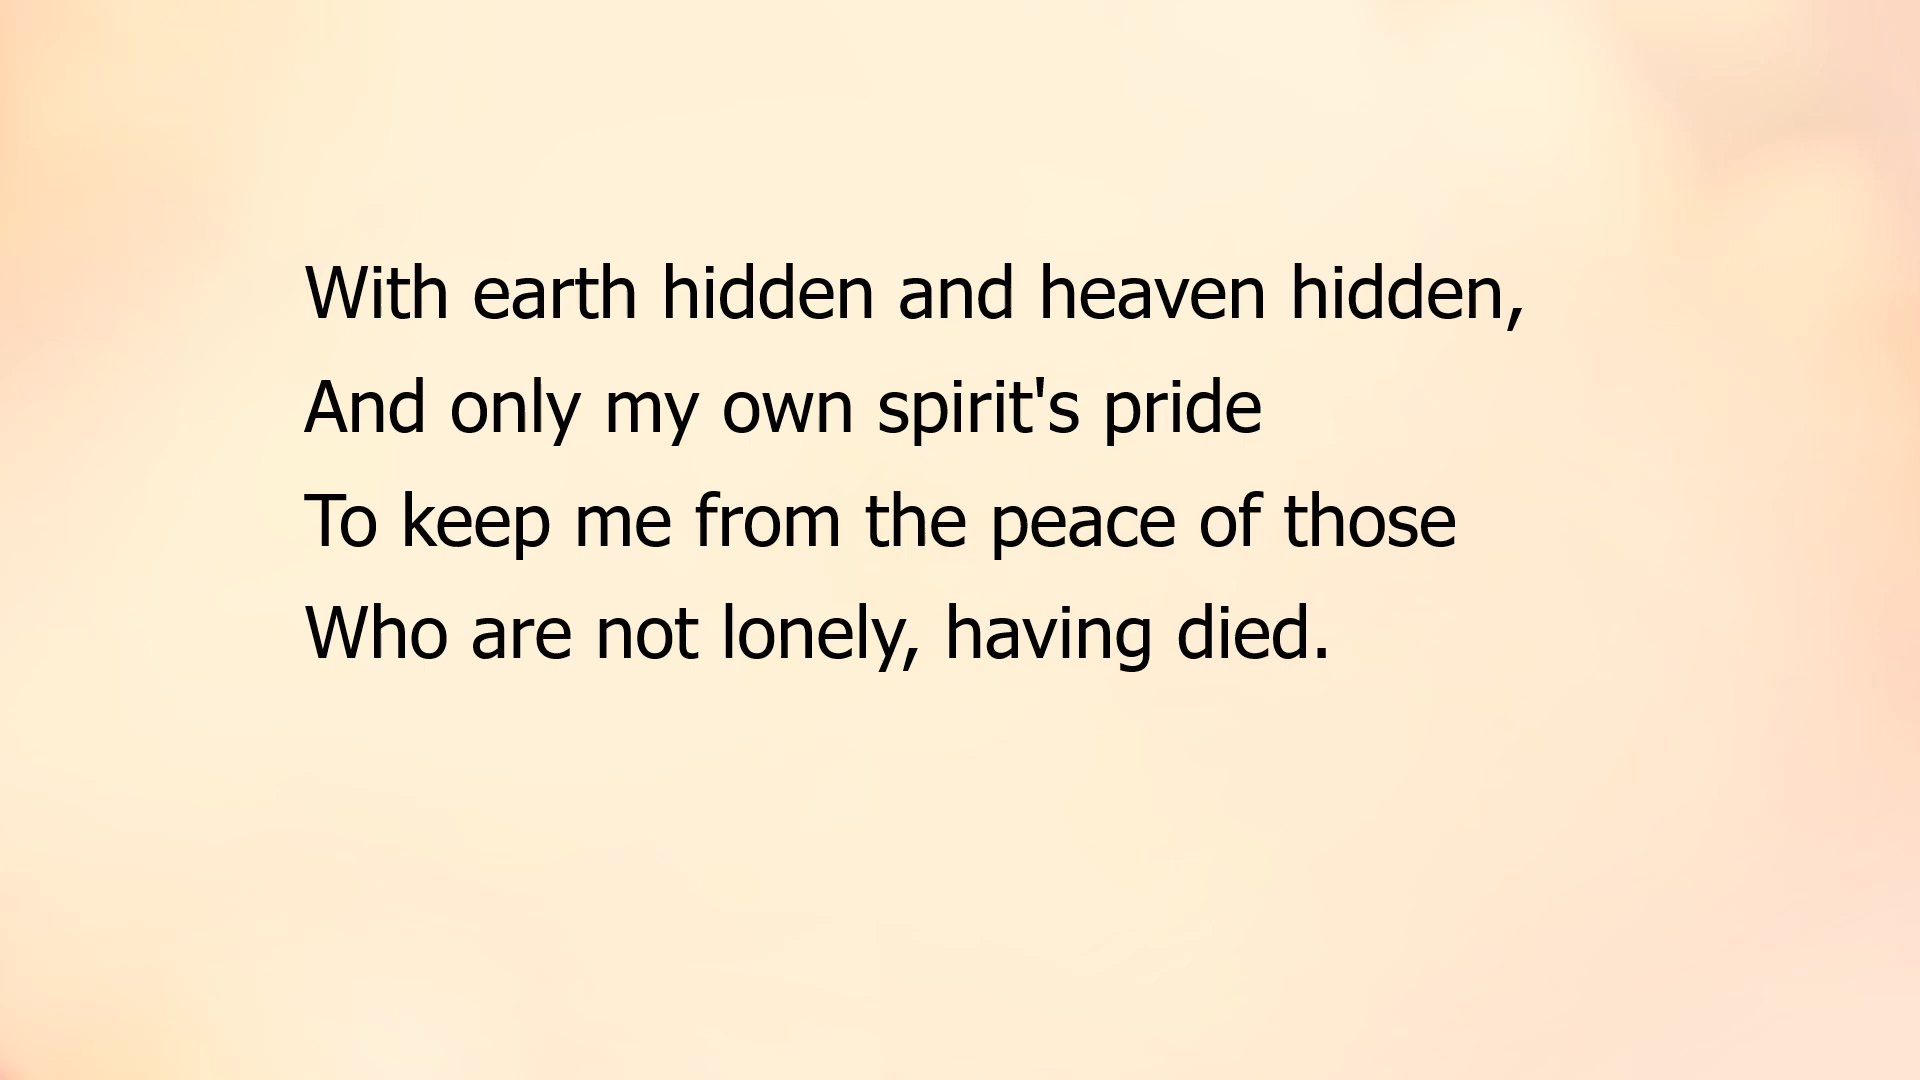 With earth hidden and heaven hidden,
And only my own spirit's pride
To keep me from the peace of those
Who are not lonely, having died.